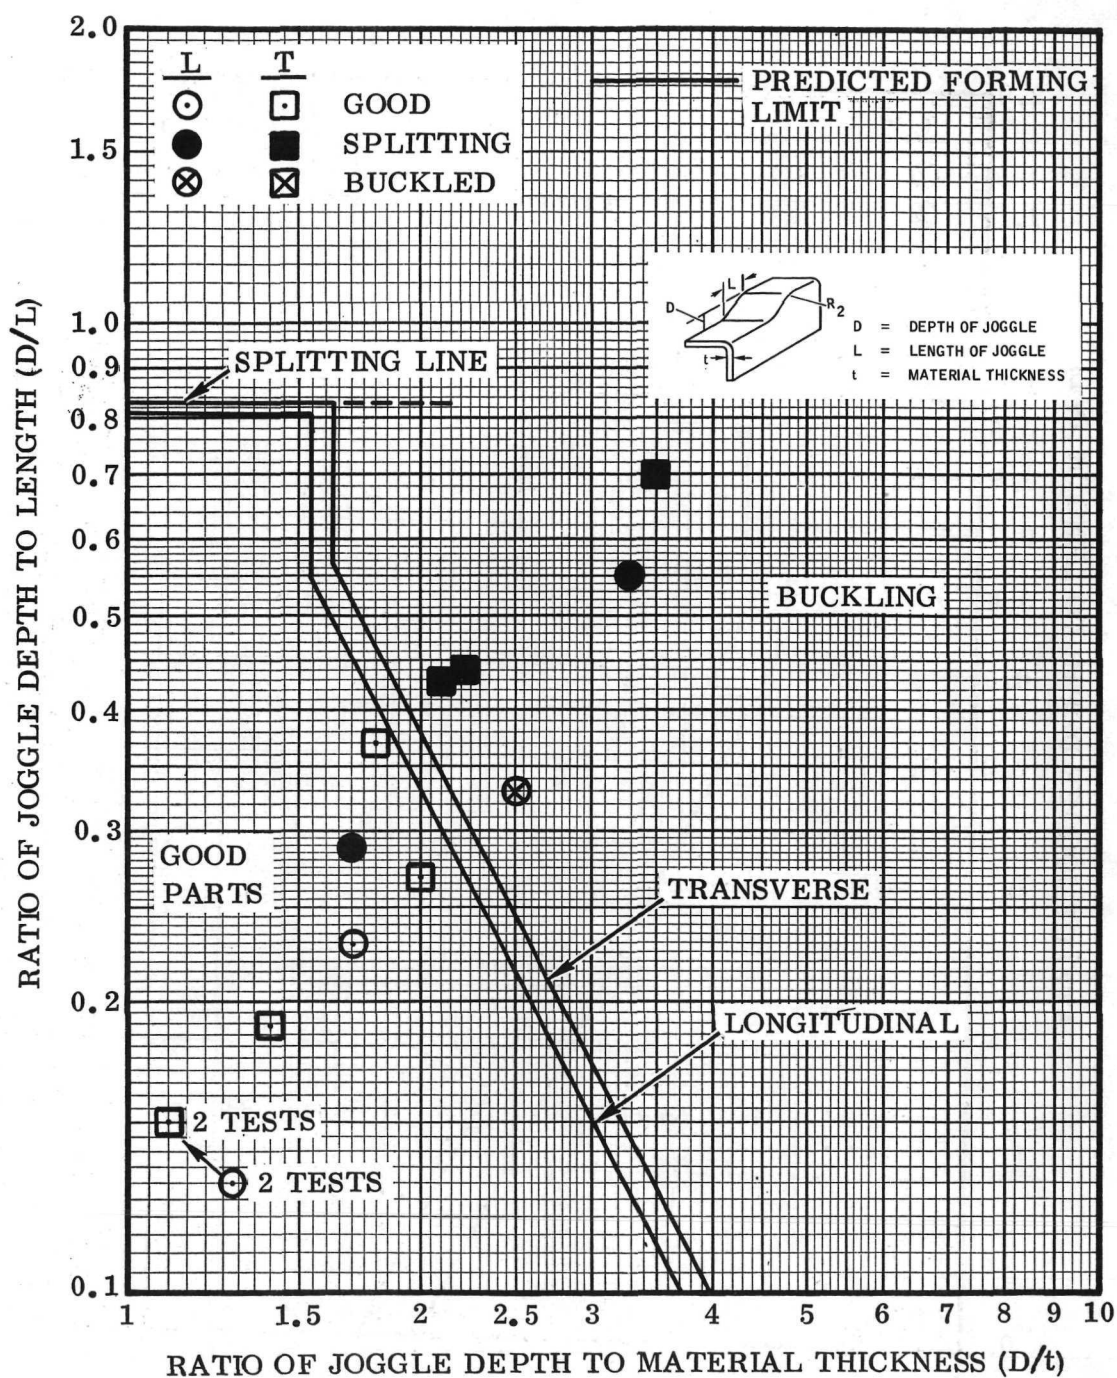 2.0
1.5
1.0
0.9
0.8
0.7
0.6
0.5
0.4
0.3
0.2
0.1
RATIO OF JOGGLE DEPTH TO LENGTH (D/L)
L T
GOOD
SPLITTING
BUCKLED
PREDICTED FORMING
LIMIT
L
D
R2
t
D = DEPTH OF JOGGLE
L = LENGTH OF JOGGLE
t = MATERIAL THICKNESS
SPLITTING LINE
BUCKLING
GOOD
PARTS
TRANSVERSE
LONGITUDINAL
2 TESTS
2 TESTS
1 1.5 2 2.5 3 4 5 6 7 8 9 10
RATIO OF JOGGLE DEPTH TO MATERIAL THICKNESS (D/t)